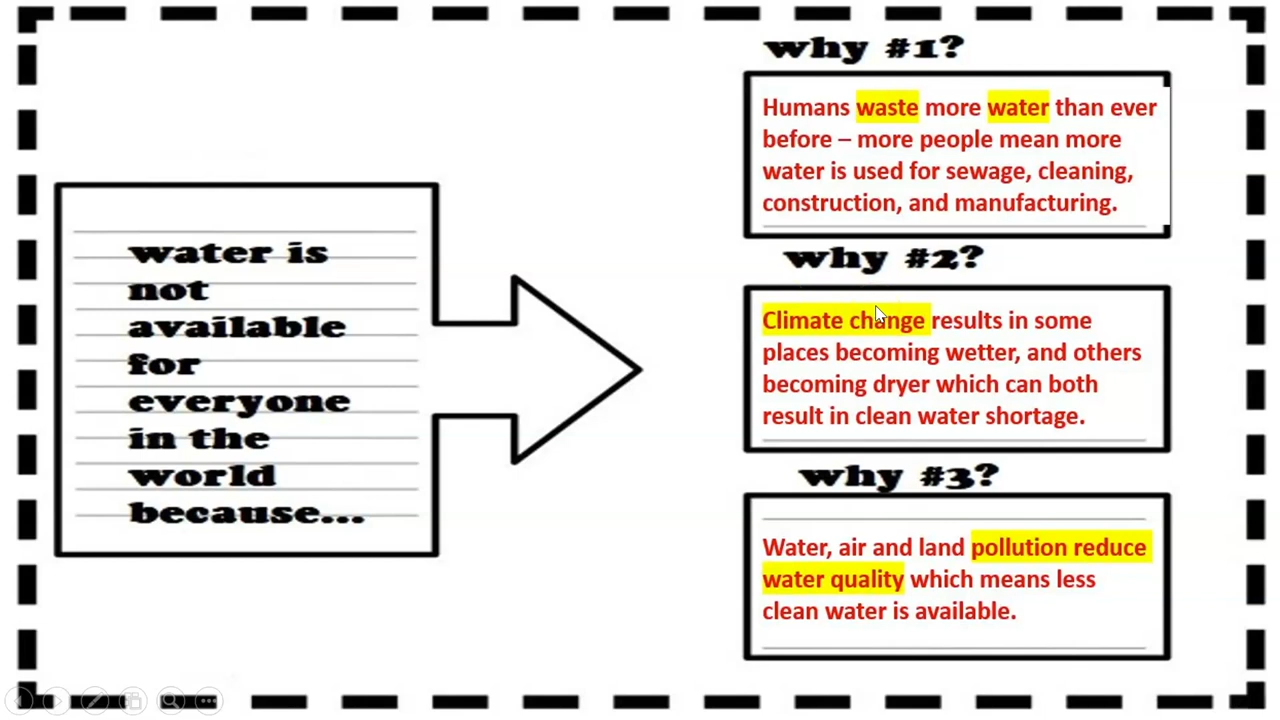 water is
not
available
for
everyone
in the
world
because...
why #1?
Humans waste more water than ever
before – more people mean more
water is used for sewage, cleaning,
construction, and manufacturing.
why #2?
Climate change results in some
places becoming wetter, and others
becoming dryer which can both
result in clean water shortage.
why #3?
Water, air and land pollution reduce
water quality which means less
clean water is available.